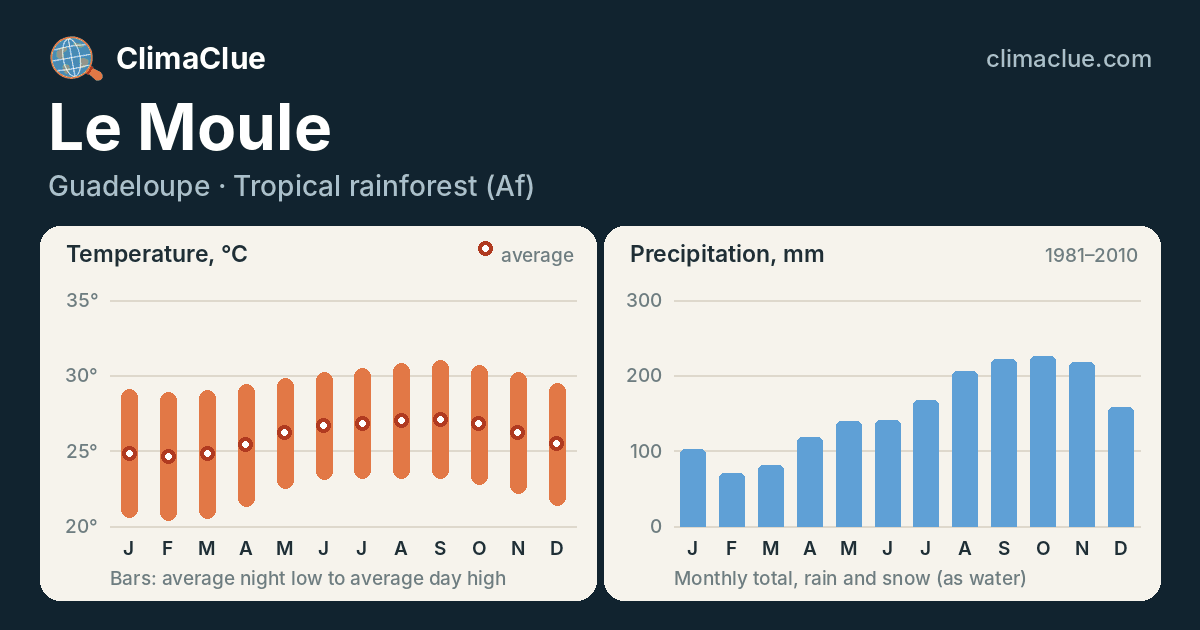 ClimaClue
climaclue.com
Le Moule
Guadeloupe · Tropical rainforest (Af)
Temperature, °C
average
35°
30°
25°
20°
J F M A M J J A S O N D
Bars: average night low to average day high
Precipitation, mm
1981–2010
300
200
100
0
J F M A M J J A S O N D
Monthly total, rain and snow (as water)